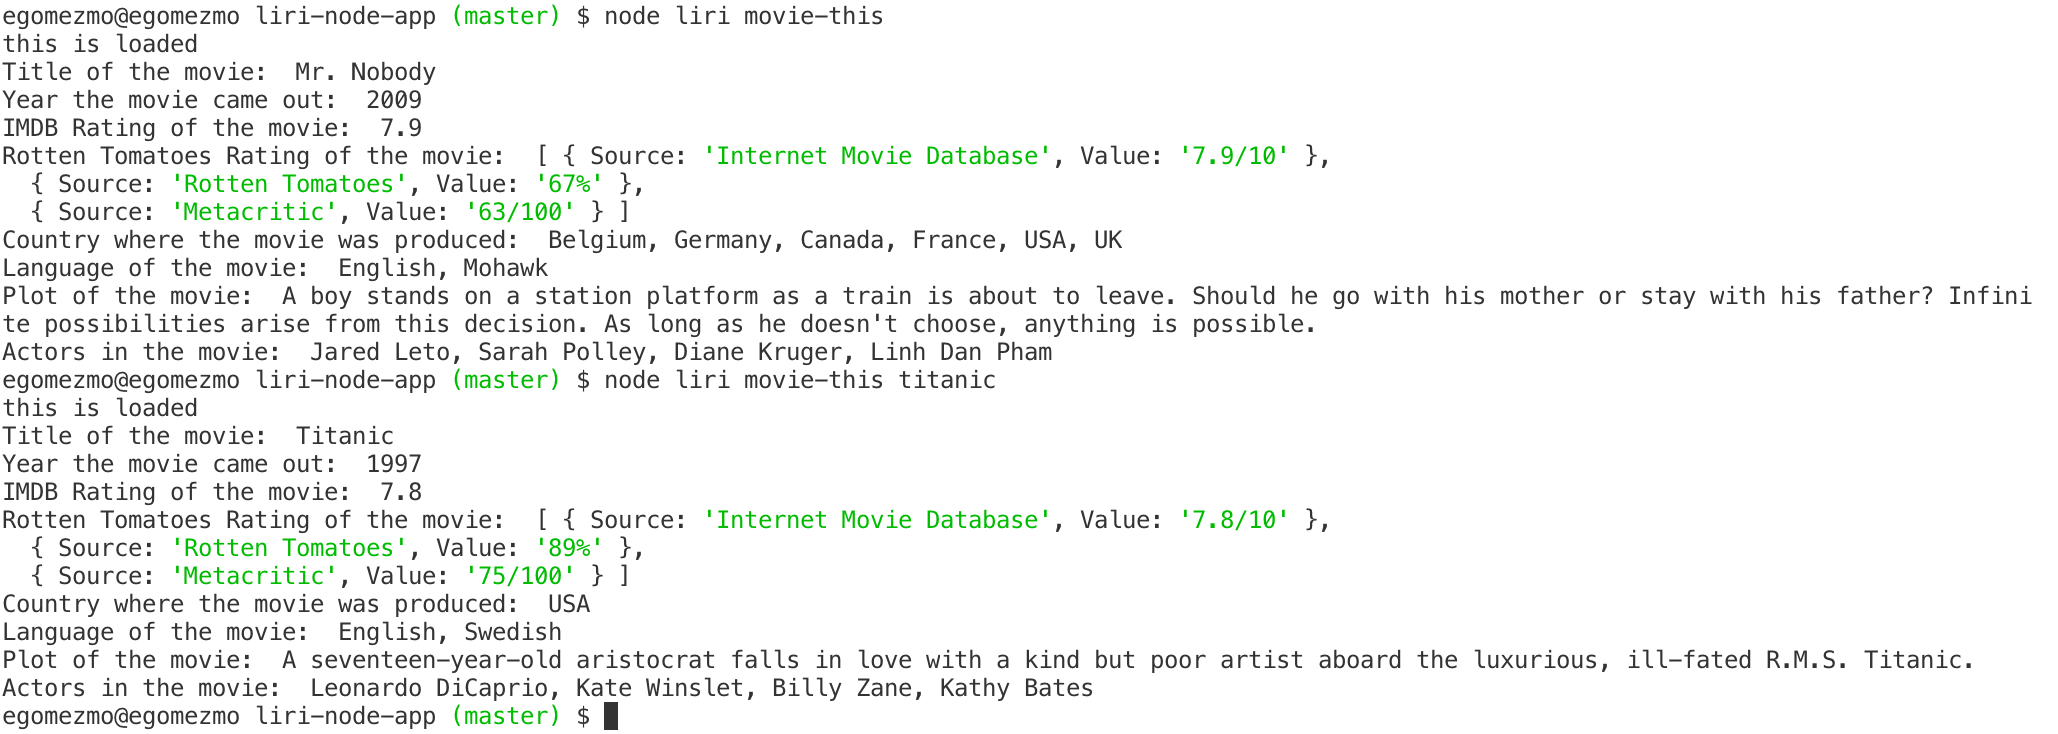 egomezmo@egomezmo liri-node-app (master) $ node liri movie-this
this is loaded
Title of the movie:  Mr. Nobody
Year the movie came out:  2009
IMDB Rating of the movie:  7.9
Rotten Tomatoes Rating of the movie:  [ { Source: 'Internet Movie Database', Value: '7.9/10' },
  { Source: 'Rotten Tomatoes', Value: '67%' },
  { Source: 'Metacritic', Value: '63/100' } ]
Country where the movie was produced:  Belgium, Germany, Canada, France, USA, UK
Language of the movie:  English, Mohawk
Plot of the movie:  A boy stands on a station platform as a train is about to leave. Should he go with his mother or stay with his father? Infini
te possibilities arise from this decision. As long as he doesn't choose, anything is possible.
Actors in the movie:  Jared Leto, Sarah Polley, Diane Kruger, Linh Dan Pham
egomezmo@egomezmo liri-node-app (master) $ node liri movie-this titanic
this is loaded
Title of the movie:  Titanic
Year the movie came out:  1997
IMDB Rating of the movie:  7.8
Rotten Tomatoes Rating of the movie:  [ { Source: 'Internet Movie Database', Value: '7.8/10' },
  { Source: 'Rotten Tomatoes', Value: '89%' },
  { Source: 'Metacritic', Value: '75/100' } ]
Country where the movie was produced:  USA
Language of the movie:  English, Swedish
Plot of the movie:  A seventeen-year-old aristocrat falls in love with a kind but poor artist aboard the luxurious, ill-fated R.M.S. Titanic.
Actors in the movie:  Leonardo DiCaprio, Kate Winslet, Billy Zane, Kathy Bates
egomezmo@egomezmo liri-node-app (master) $